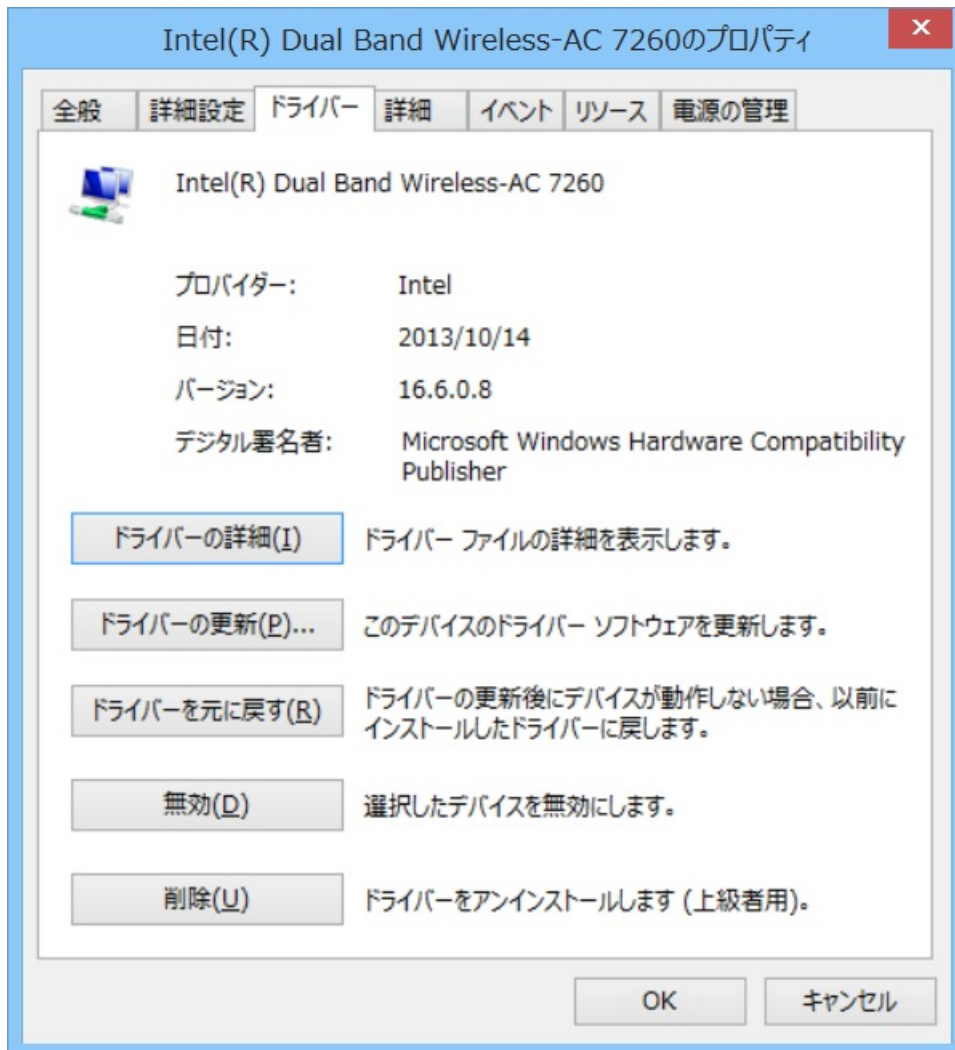 Intel(R) Dual Band Wireless-AC 7260のプロパティ
全般 詳細設定 ドライバー 詳細 イベント リソース 電源の管理
Intel(R) Dual Band Wireless-AC 7260
プロバイダー: Intel
日付: 2013/10/14
バージョン: 16.6.0.8
デジタル署名者: Microsoft Windows Hardware Compatibility
Publisher
ドライバーの詳細(I) ドライバー ファイルの詳細を表示します。
ドライバーの更新(P)... このデバイスのドライバー ソフトウェアを更新します。
ドライバーを元に戻す(R) ドライバーの更新後にデバイスが動作しない場合、以前に
インストールしたドライバーに戻します。
無効(D) 選択したデバイスを無効にします。
削除(U) ドライバーをアンインストールします (上級者用)。
OK キャンセル